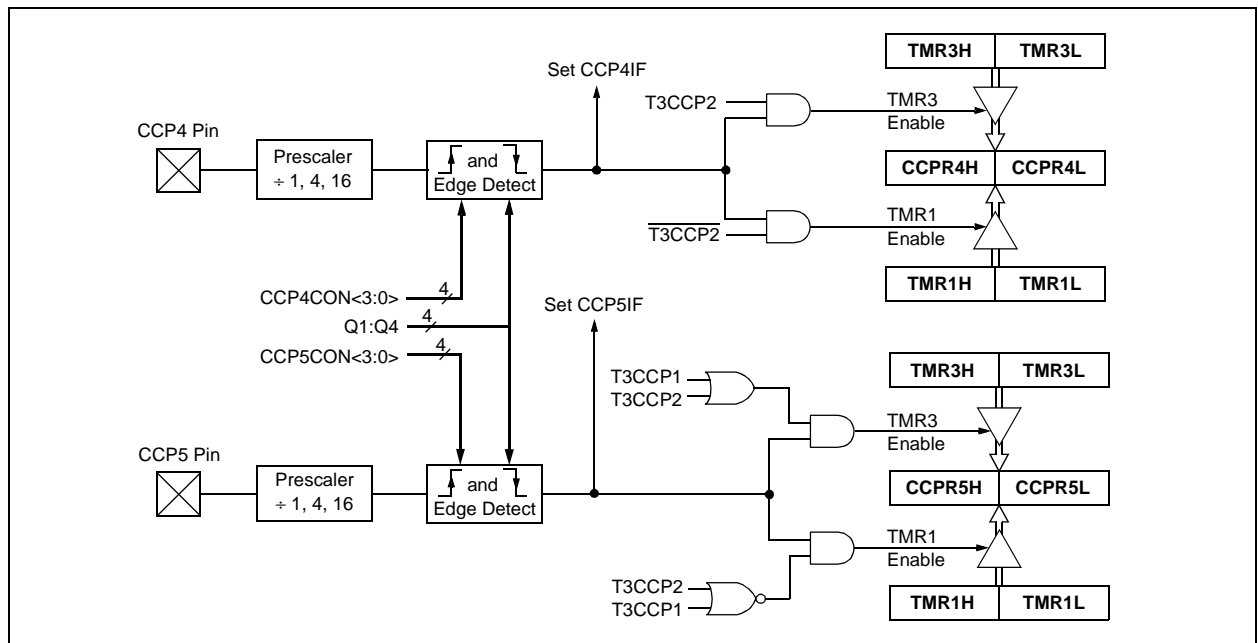 TMR3H TMR3L
Set CCP4IF
T3CCP2
TMR3
Enable
CCP4 Pin
Prescaler
÷ 1, 4, 16
and
Edge Detect
CCPR4H CCPR4L
T3CCP2
TMR1
Enable
TMR1H TMR1L
CCP4CON<3:0> 4
Q1:Q4 4
CCP5CON<3:0> 4
Set CCP5IF
TMR3H TMR3L
T3CCP1
T3CCP2
TMR3
Enable
CCP5 Pin
Prescaler
÷ 1, 4, 16
and
Edge Detect
CCPR5H CCPR5L
TMR1
Enable
T3CCP2
T3CCP1
TMR1H TMR1L